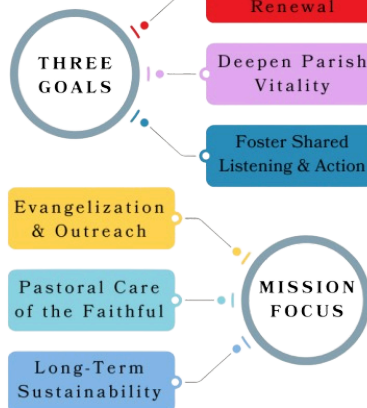 Renewal
THREE
GOALS
Deepen Parish
Vitality
Foster Shared
Listening & Action
Evangelization
& Outreach
Pastoral Care
of the Faithful
MISSION
FOCUS
Long-Term
Sustainability